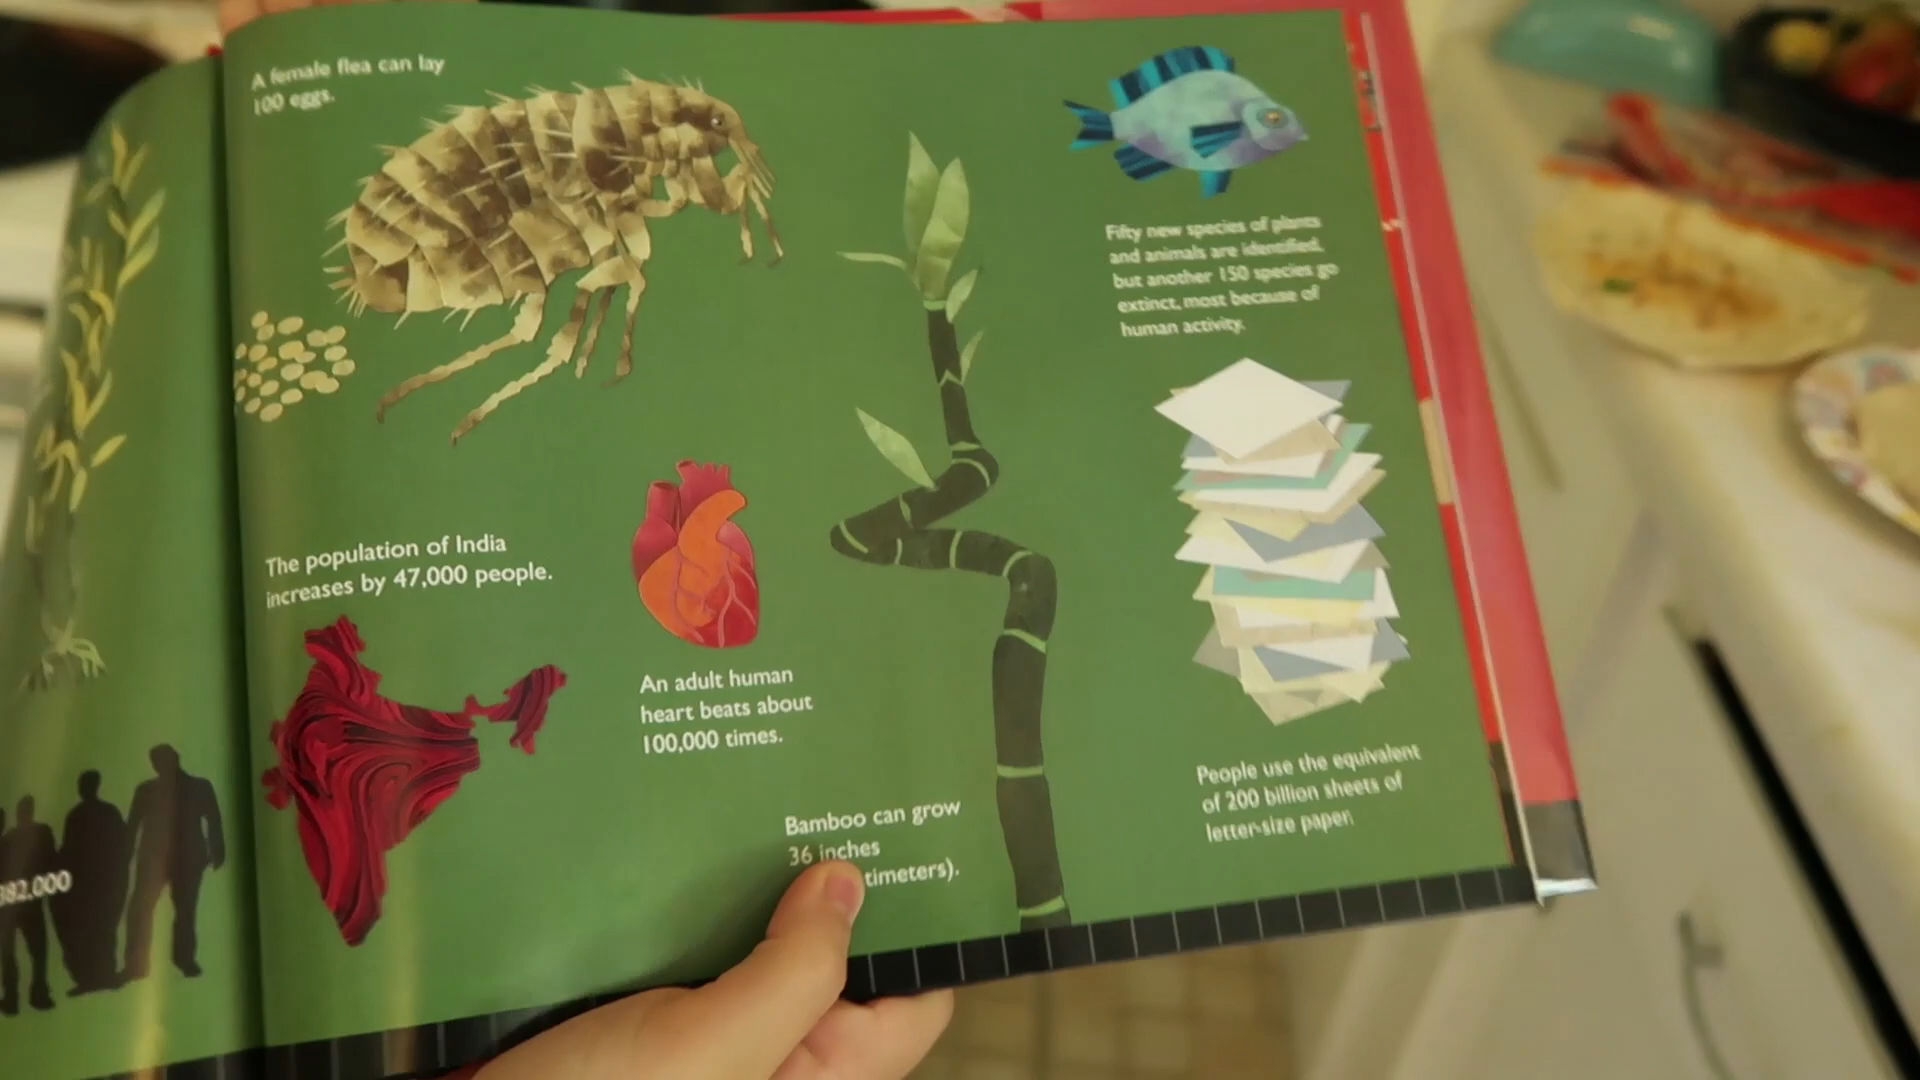 A female flea can lay
100 eggs.
Fifty new species of plants
and animals are identified,
but another 150 species go
extinct, most because of
human activity.
The population of India
increases by 47,000 people.
An adult human
heart beats about
100,000 times.
Bamboo can grow
36 inches
timeters).
People use the equivalent
of 200 billion sheets of
letter-size paper.
382,000